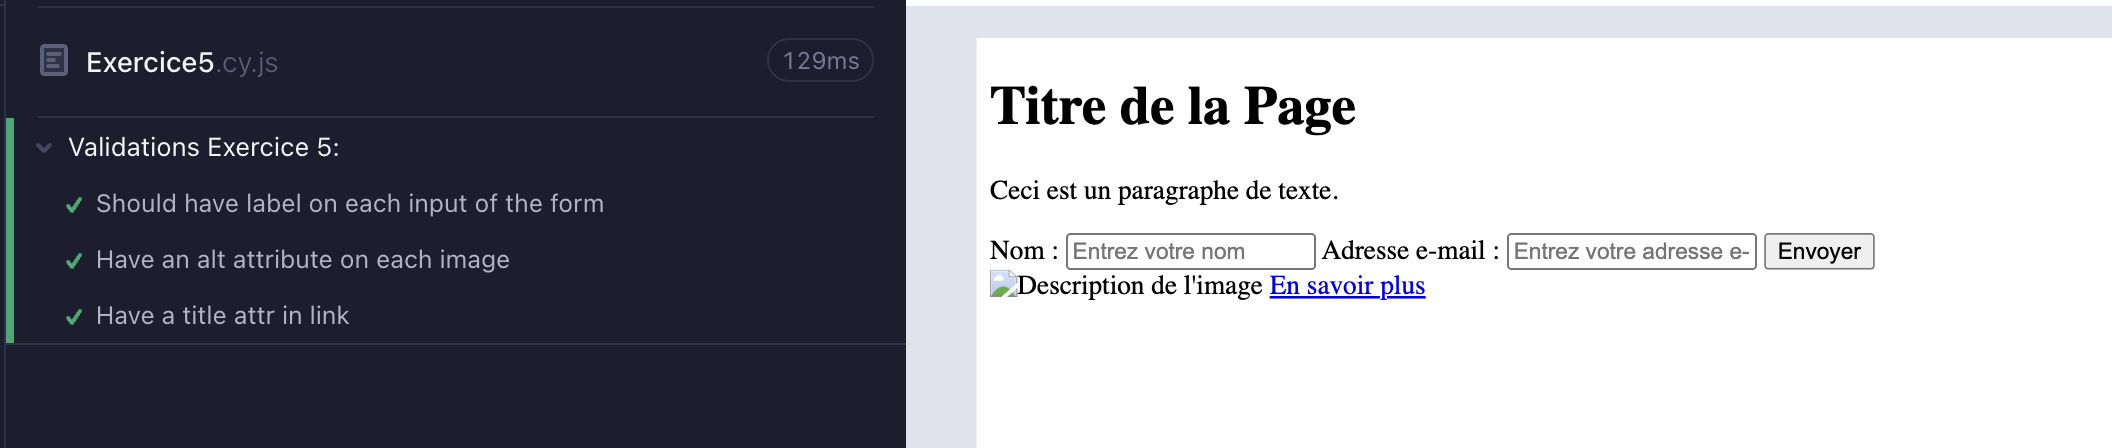 Exercice5.cy.js
129ms
Validations Exercice 5:
Should have label on each input of the form
Have an alt attribute on each image
Have a title attr in link
Titre de la Page
Ceci est un paragraphe de texte.
Nom : Entrez votre nom Adresse e-mail : Entrez votre adresse e- Envoyer
Description de l'image En savoir plus